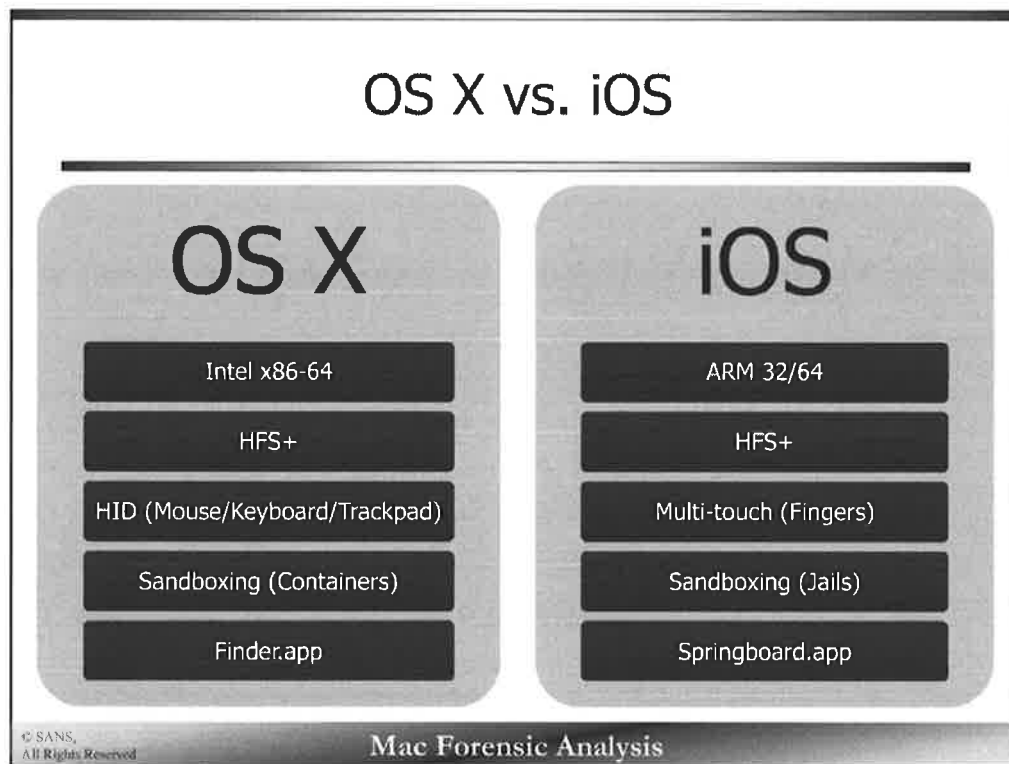 OS X vs. iOS
OS X
Intel x86-64
HFS+
HID (Mouse/Keyboard/Trackpad)
Sandboxing (Containers)
Finder.app
iOS
ARM 32/64
HFS+
Multi-touch (Fingers)
Sandboxing (Jails)
Springboard.app
© SANS,
All Rights Reserved
Mac Forensic Analysis